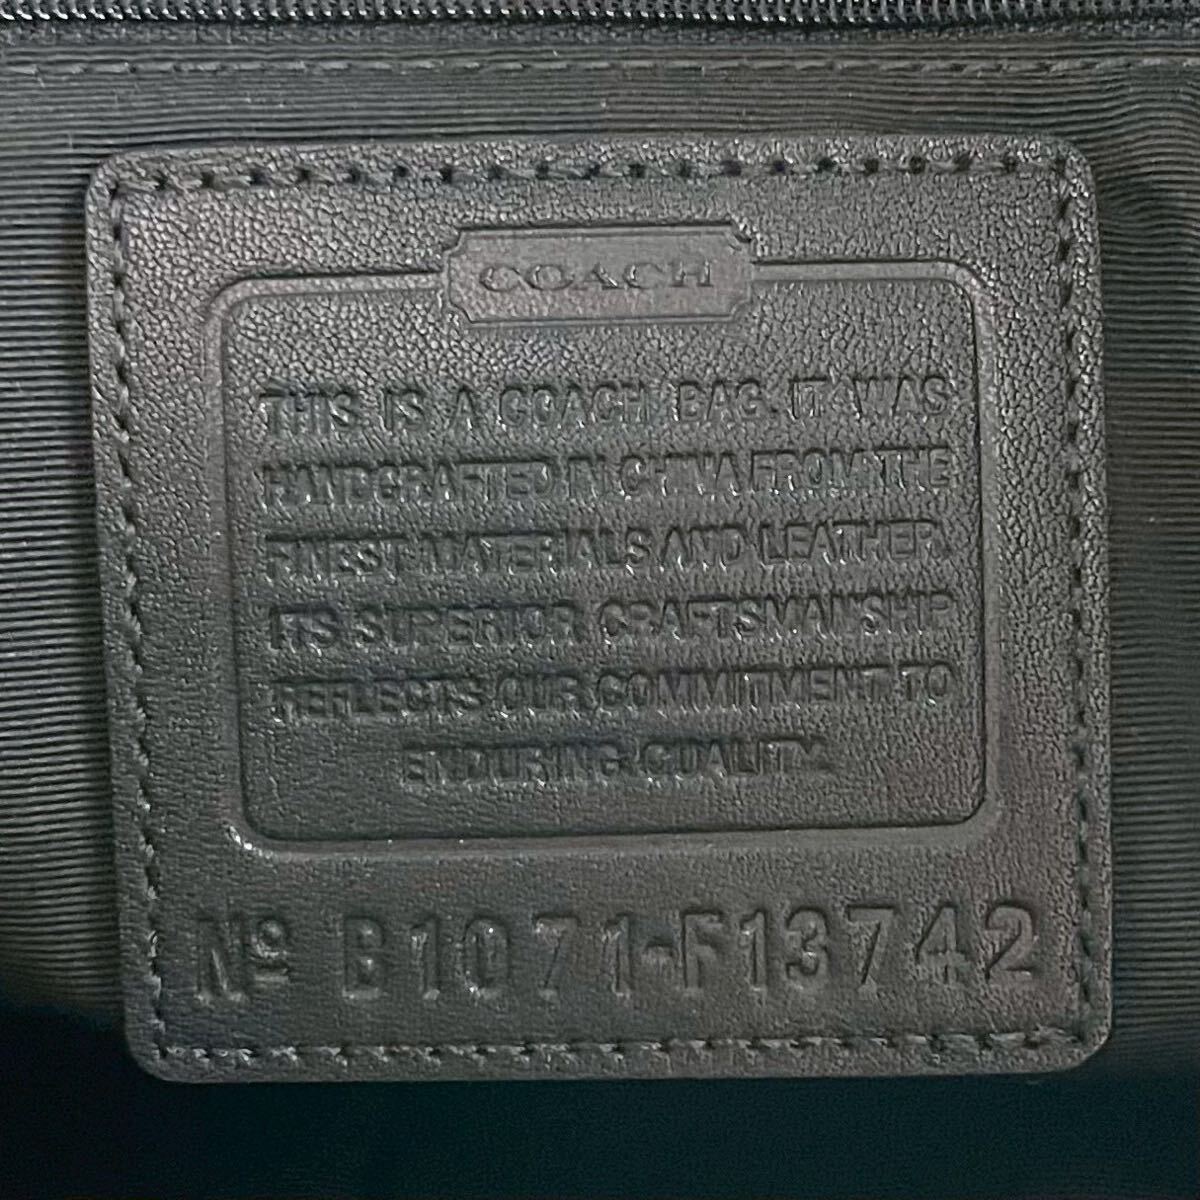 COACH
THIS IS A COACH BAG. IT WAS
HANDCRAFTED IN CHINA FROM THE
FINEST MATERIALS AND LEATHER.
ITS SUPERIOR CRAFTSMANSHIP
REFLECTS OUR COMMITMENT TO
ENDURING QUALITY.
Nº B1071-F13742